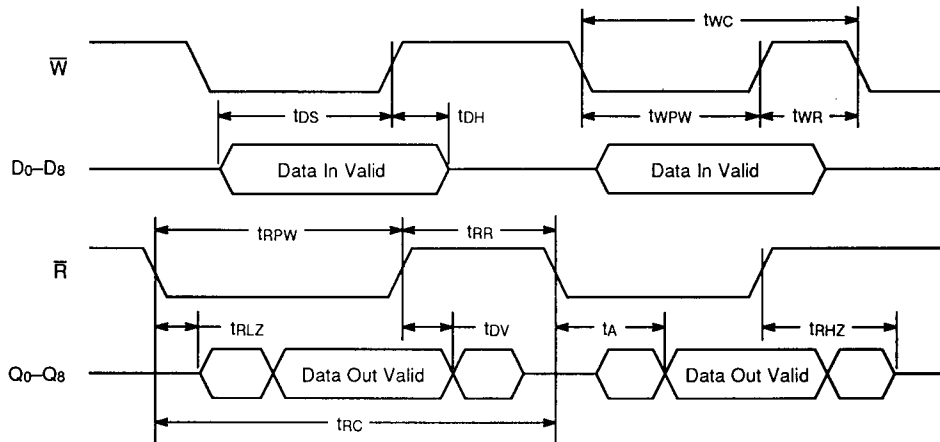 tWC
W̅
tDS tDH tWPW tWR
D0–D8 Data In Valid Data In Valid
tRPW tRR
R̅
tRLZ tDV tA tRHZ
Q0–Q8 Data Out Valid Data Out Valid
tRC